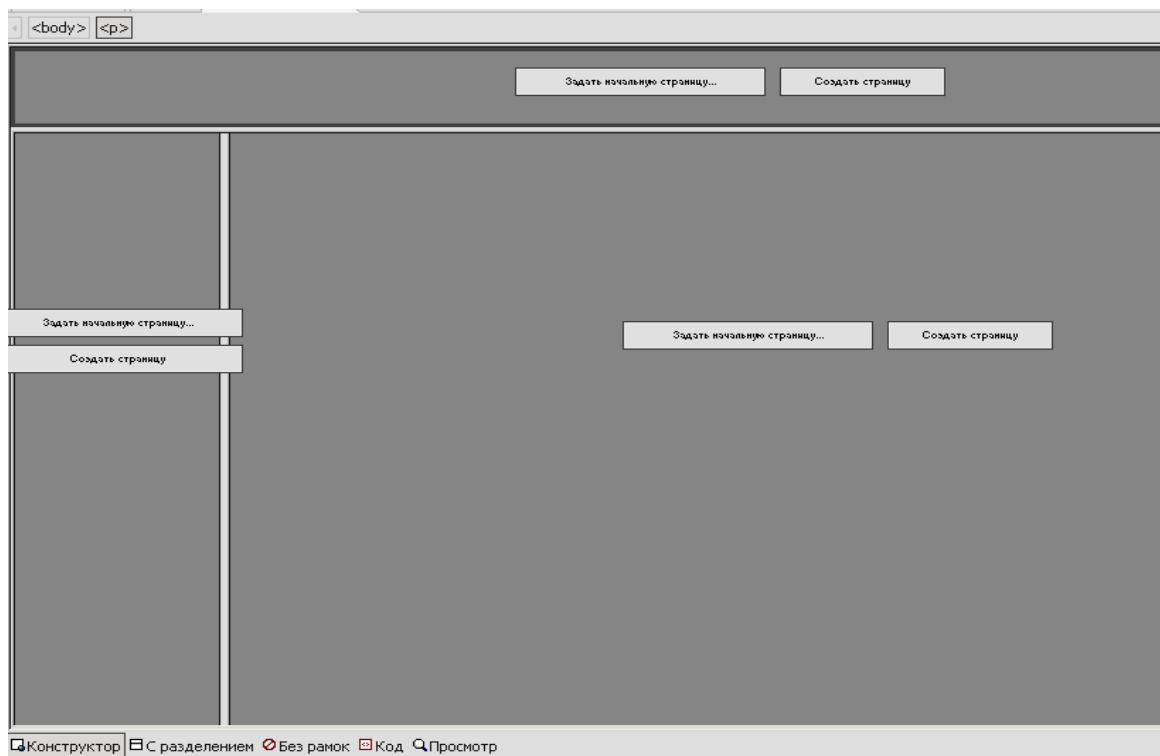 <body> <p>
Задать начальную страницу... Создать страницу
Задать начальную страницу...
Создать страницу
Задать начальную страницу... Создать страницу
Конструктор С разделением Без рамок Код Просмотр